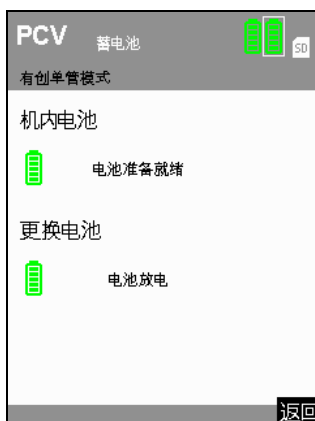 PCV 蓄电池 SD
有创单管模式
机内电池
电池准备就绪
更换电池
电池放电
返回